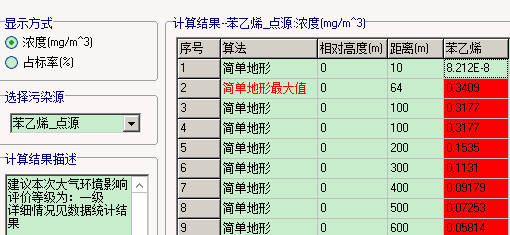 显示方式
浓度(mg/m^3)
占标率(%)
选择污染源
苯乙烯_点源
计算结果描述
建议本次大气环境影响
评价等级为：一级
详细情况见数据统计结
果
计算结果--苯乙烯_点源:浓度(mg/m^3)
序号 算法 相对高度(m) 距离(m) 苯乙烯
1 简单地形 0 10 8.212E-8
2 简单地形最大值 0 64 0.3409
3 简单地形 0 100 0.3177
4 简单地形 0 100 0.3177
5 简单地形 0 200 0.1535
6 简单地形 0 300 0.1131
7 简单地形 0 400 0.09179
8 简单地形 0 500 0.07253
9 简单地形 0 600 0.05814